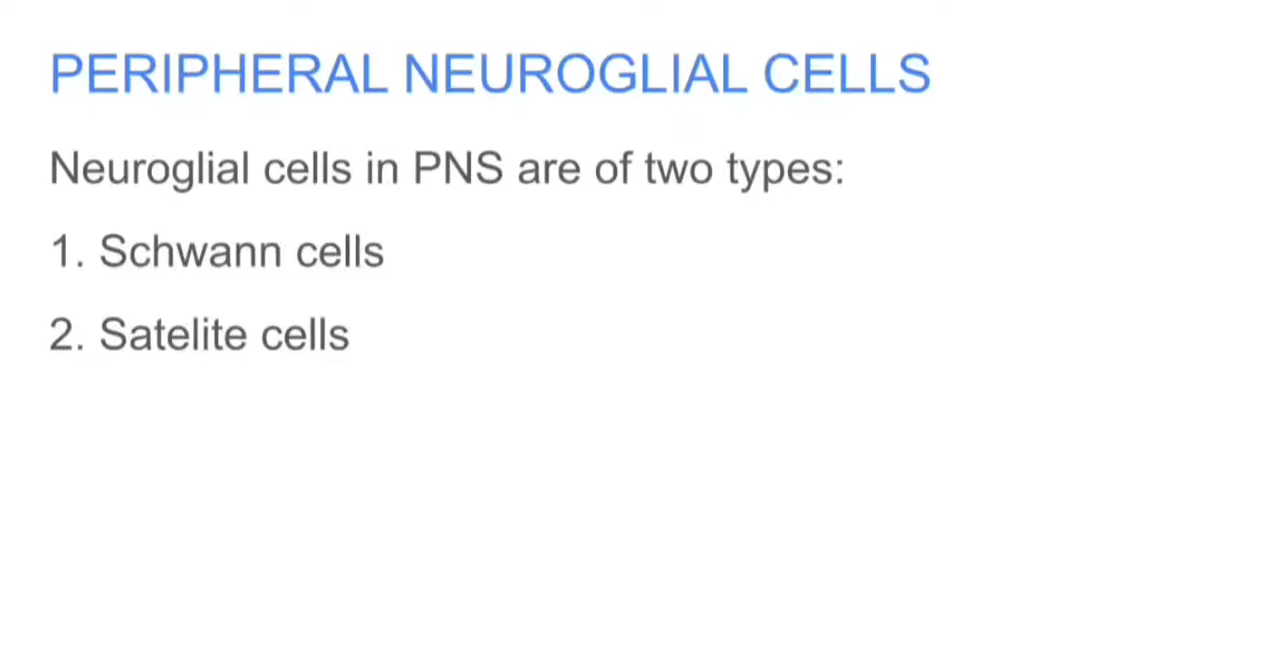 PERIPHERAL NEUROGLIAL CELLS
Neuroglial cells in PNS are of two types:
1. Schwann cells
2. Satelite cells